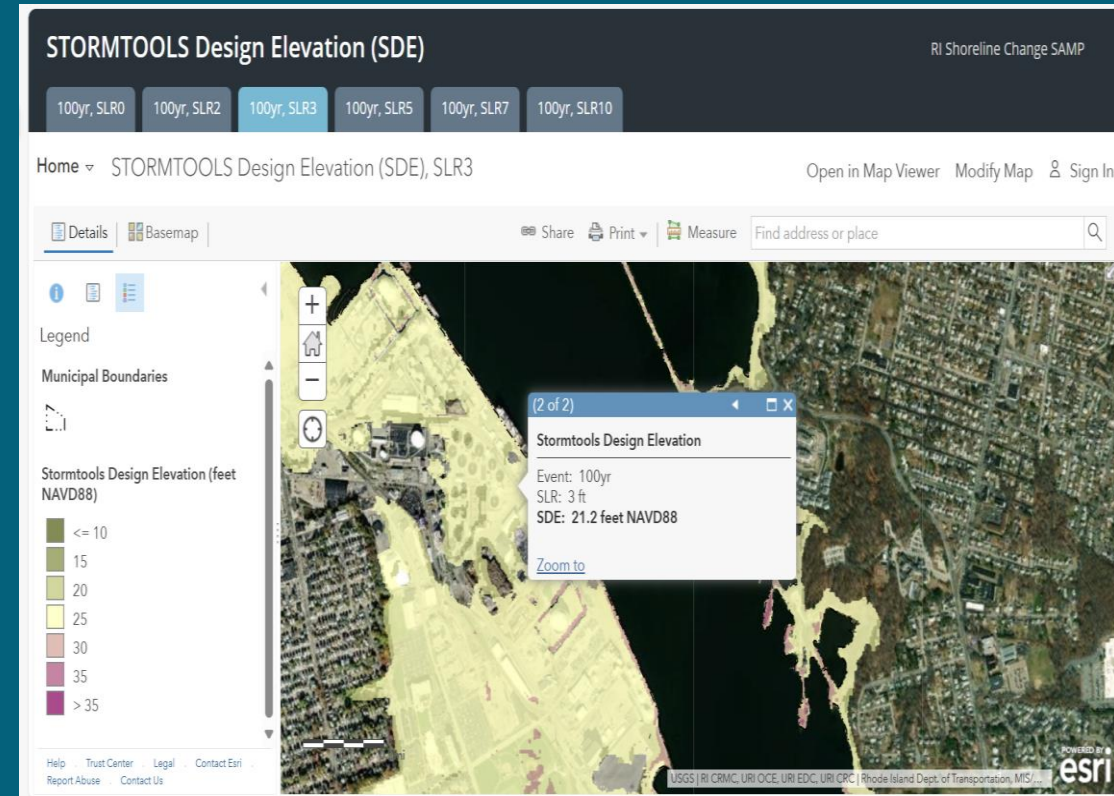 STORMTOOLS Design Elevation (SDE)
RI Shoreline Change SAMP
100yr, SLR0
100yr, SLR2
100yr, SLR3
100yr, SLR5
100yr, SLR7
100yr, SLR10
Home
STORMTOOLS Design Elevation (SDE), SLR3
Open in Map Viewer
Modify Map
Sign In
Details
Basemap
Share
Print
Measure
Find address or place
Legend
Municipal Boundaries
Stormtools Design Elevation (feet
NAVD88)
<= 10
15
20
25
30
35
> 35
Help
Trust Center
Legal
Contact Esri
Report Abuse
Contact Us
(2 of 2)
Stormtools Design Elevation
Event: 100yr
SLR: 3 ft
SDE: 21.2 feet NAVD88
Zoom to
USGS | RI CRMC, URI OCE, URI EDC, URI CRC | Rhode Island Dept. of Transportation, MIS/...
POWERED BY
esri